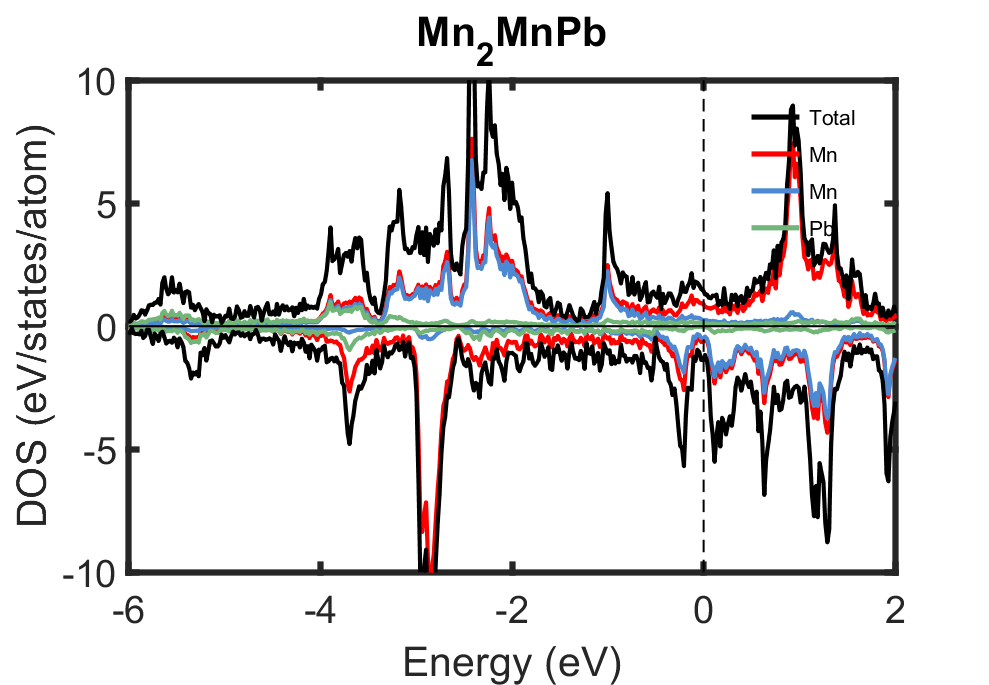 Mn₂MnPb
10
5
0
-5
-10
DOS (eV/states/atom)
Total
Mn
Mn
Pb
-6 -4 -2 0 2
Energy (eV)